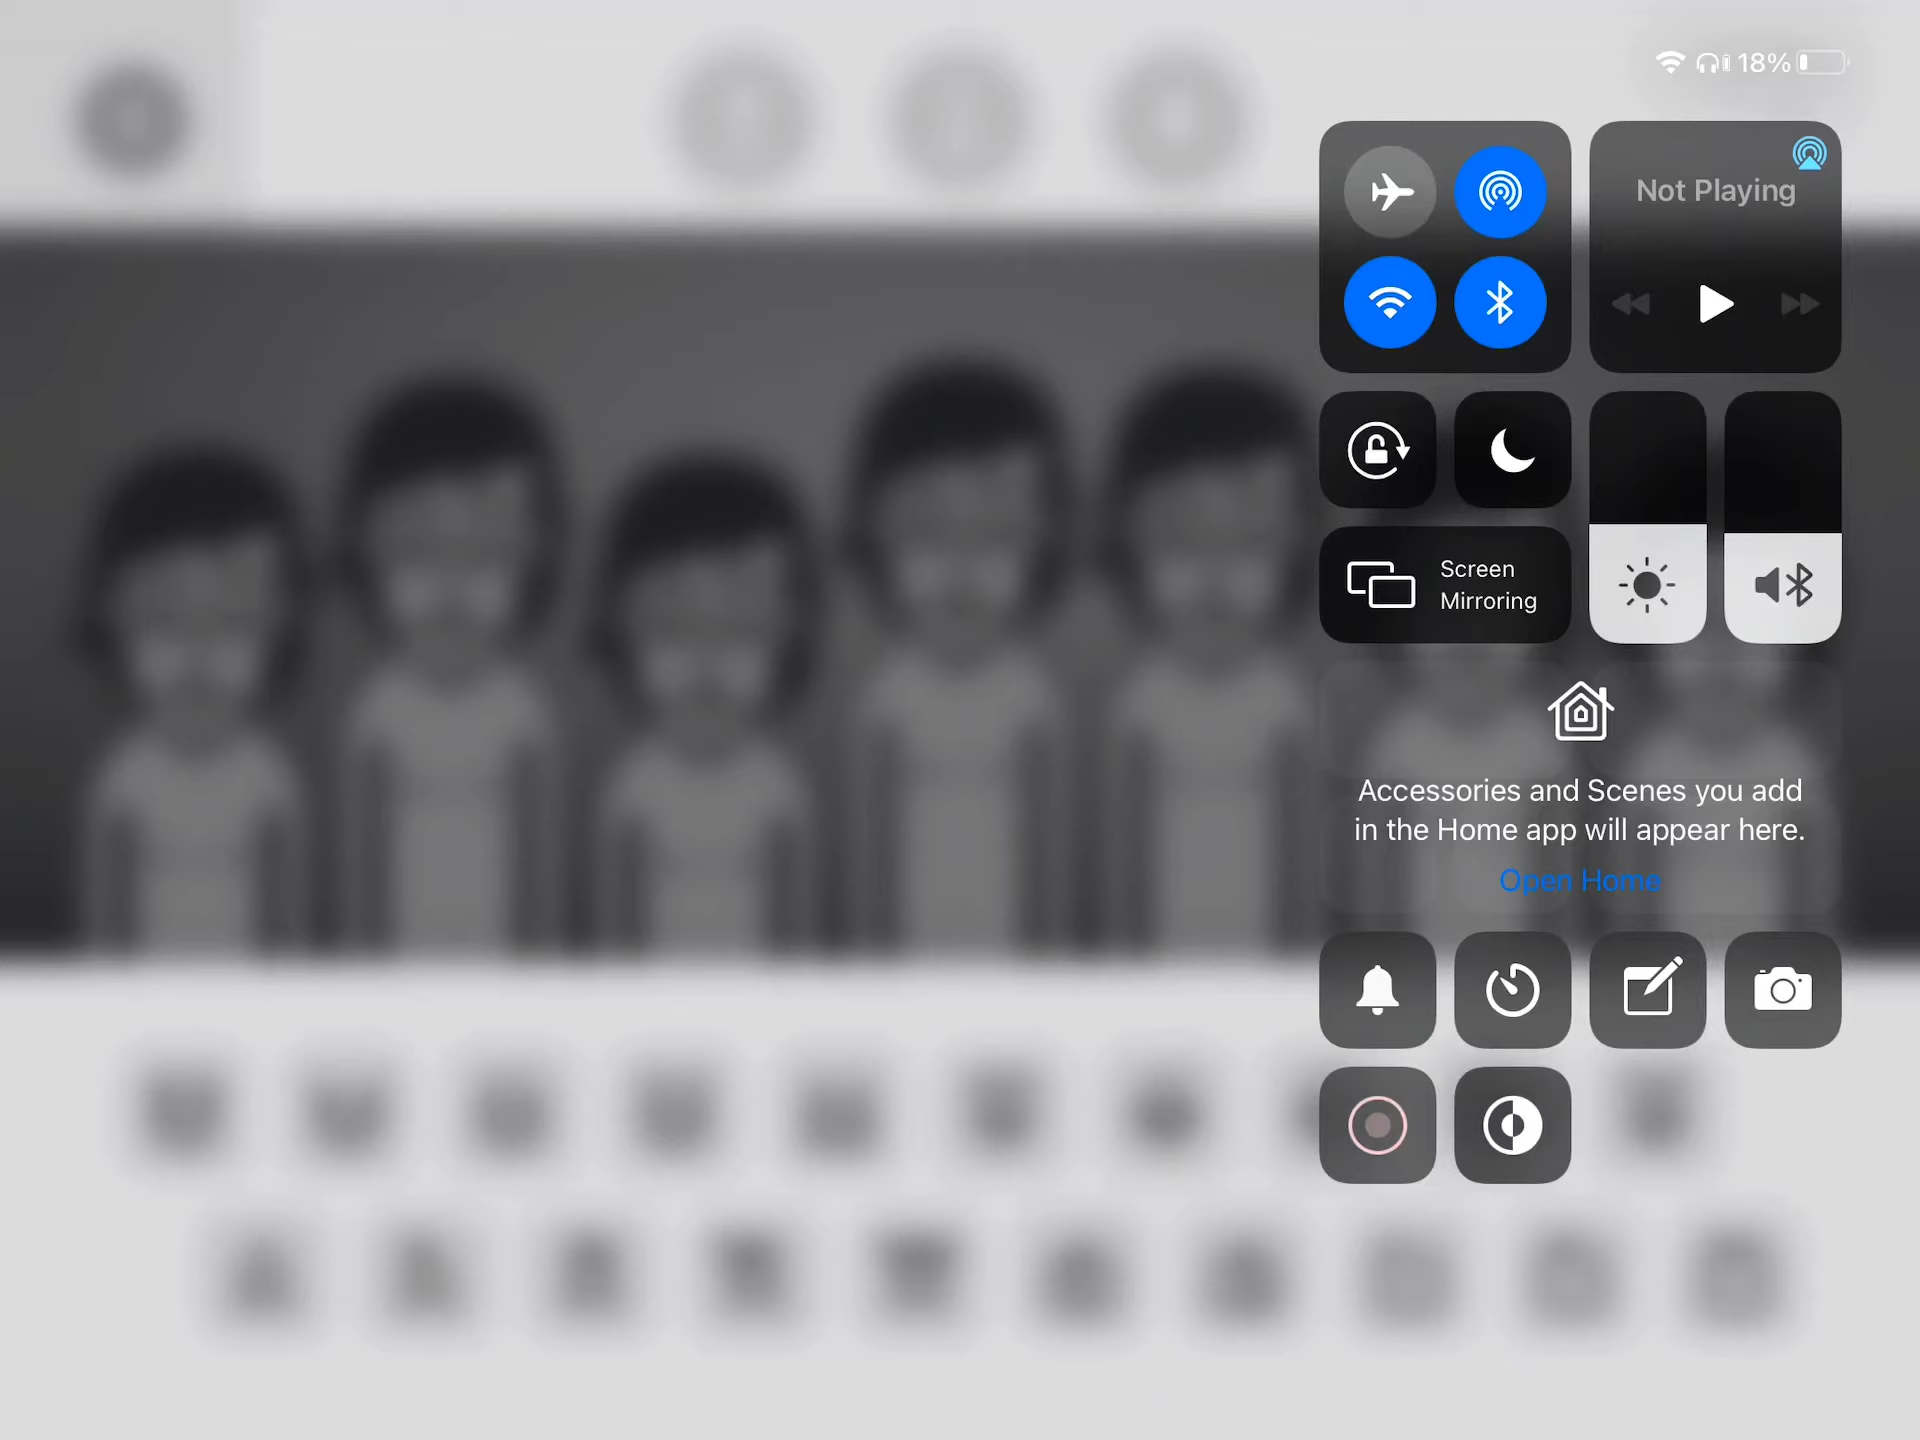 18%
Not Playing
Screen
Mirroring
Accessories and Scenes you add
in the Home app will appear here.
Open Home